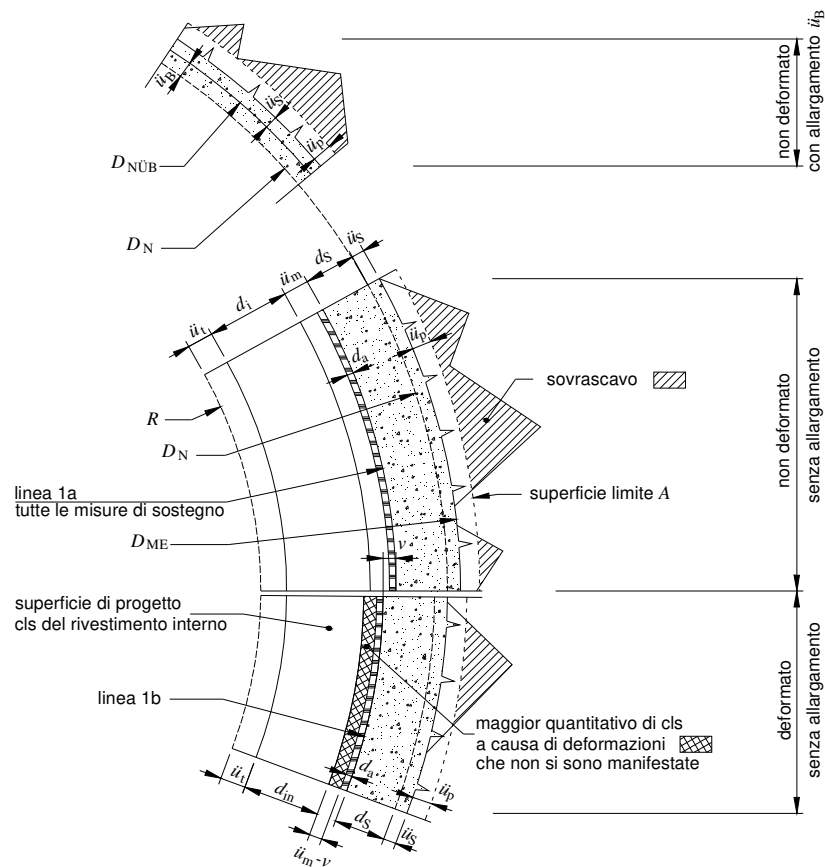 ü_B
ü_S
ü_p
D_NÜB
D_N
non deformato
con allargamento ü_B
ü_t
d_i
ü_m
d_S
ü_S
d_a
ü_p
R
D_N
sovrascavo
linea 1a
tutte le misure di sostegno
superficie limite A
D_ME
v
non deformato
senza allargamento
superficie di progetto
cls del rivestimento interno
linea 1b
maggior quantitativo di cls
a causa di deformazioni
che non si sono manifestate
deformato
senza allargamento
ü_t
d_in
ü_m-v
d_a
d_S
ü_S
ü_p